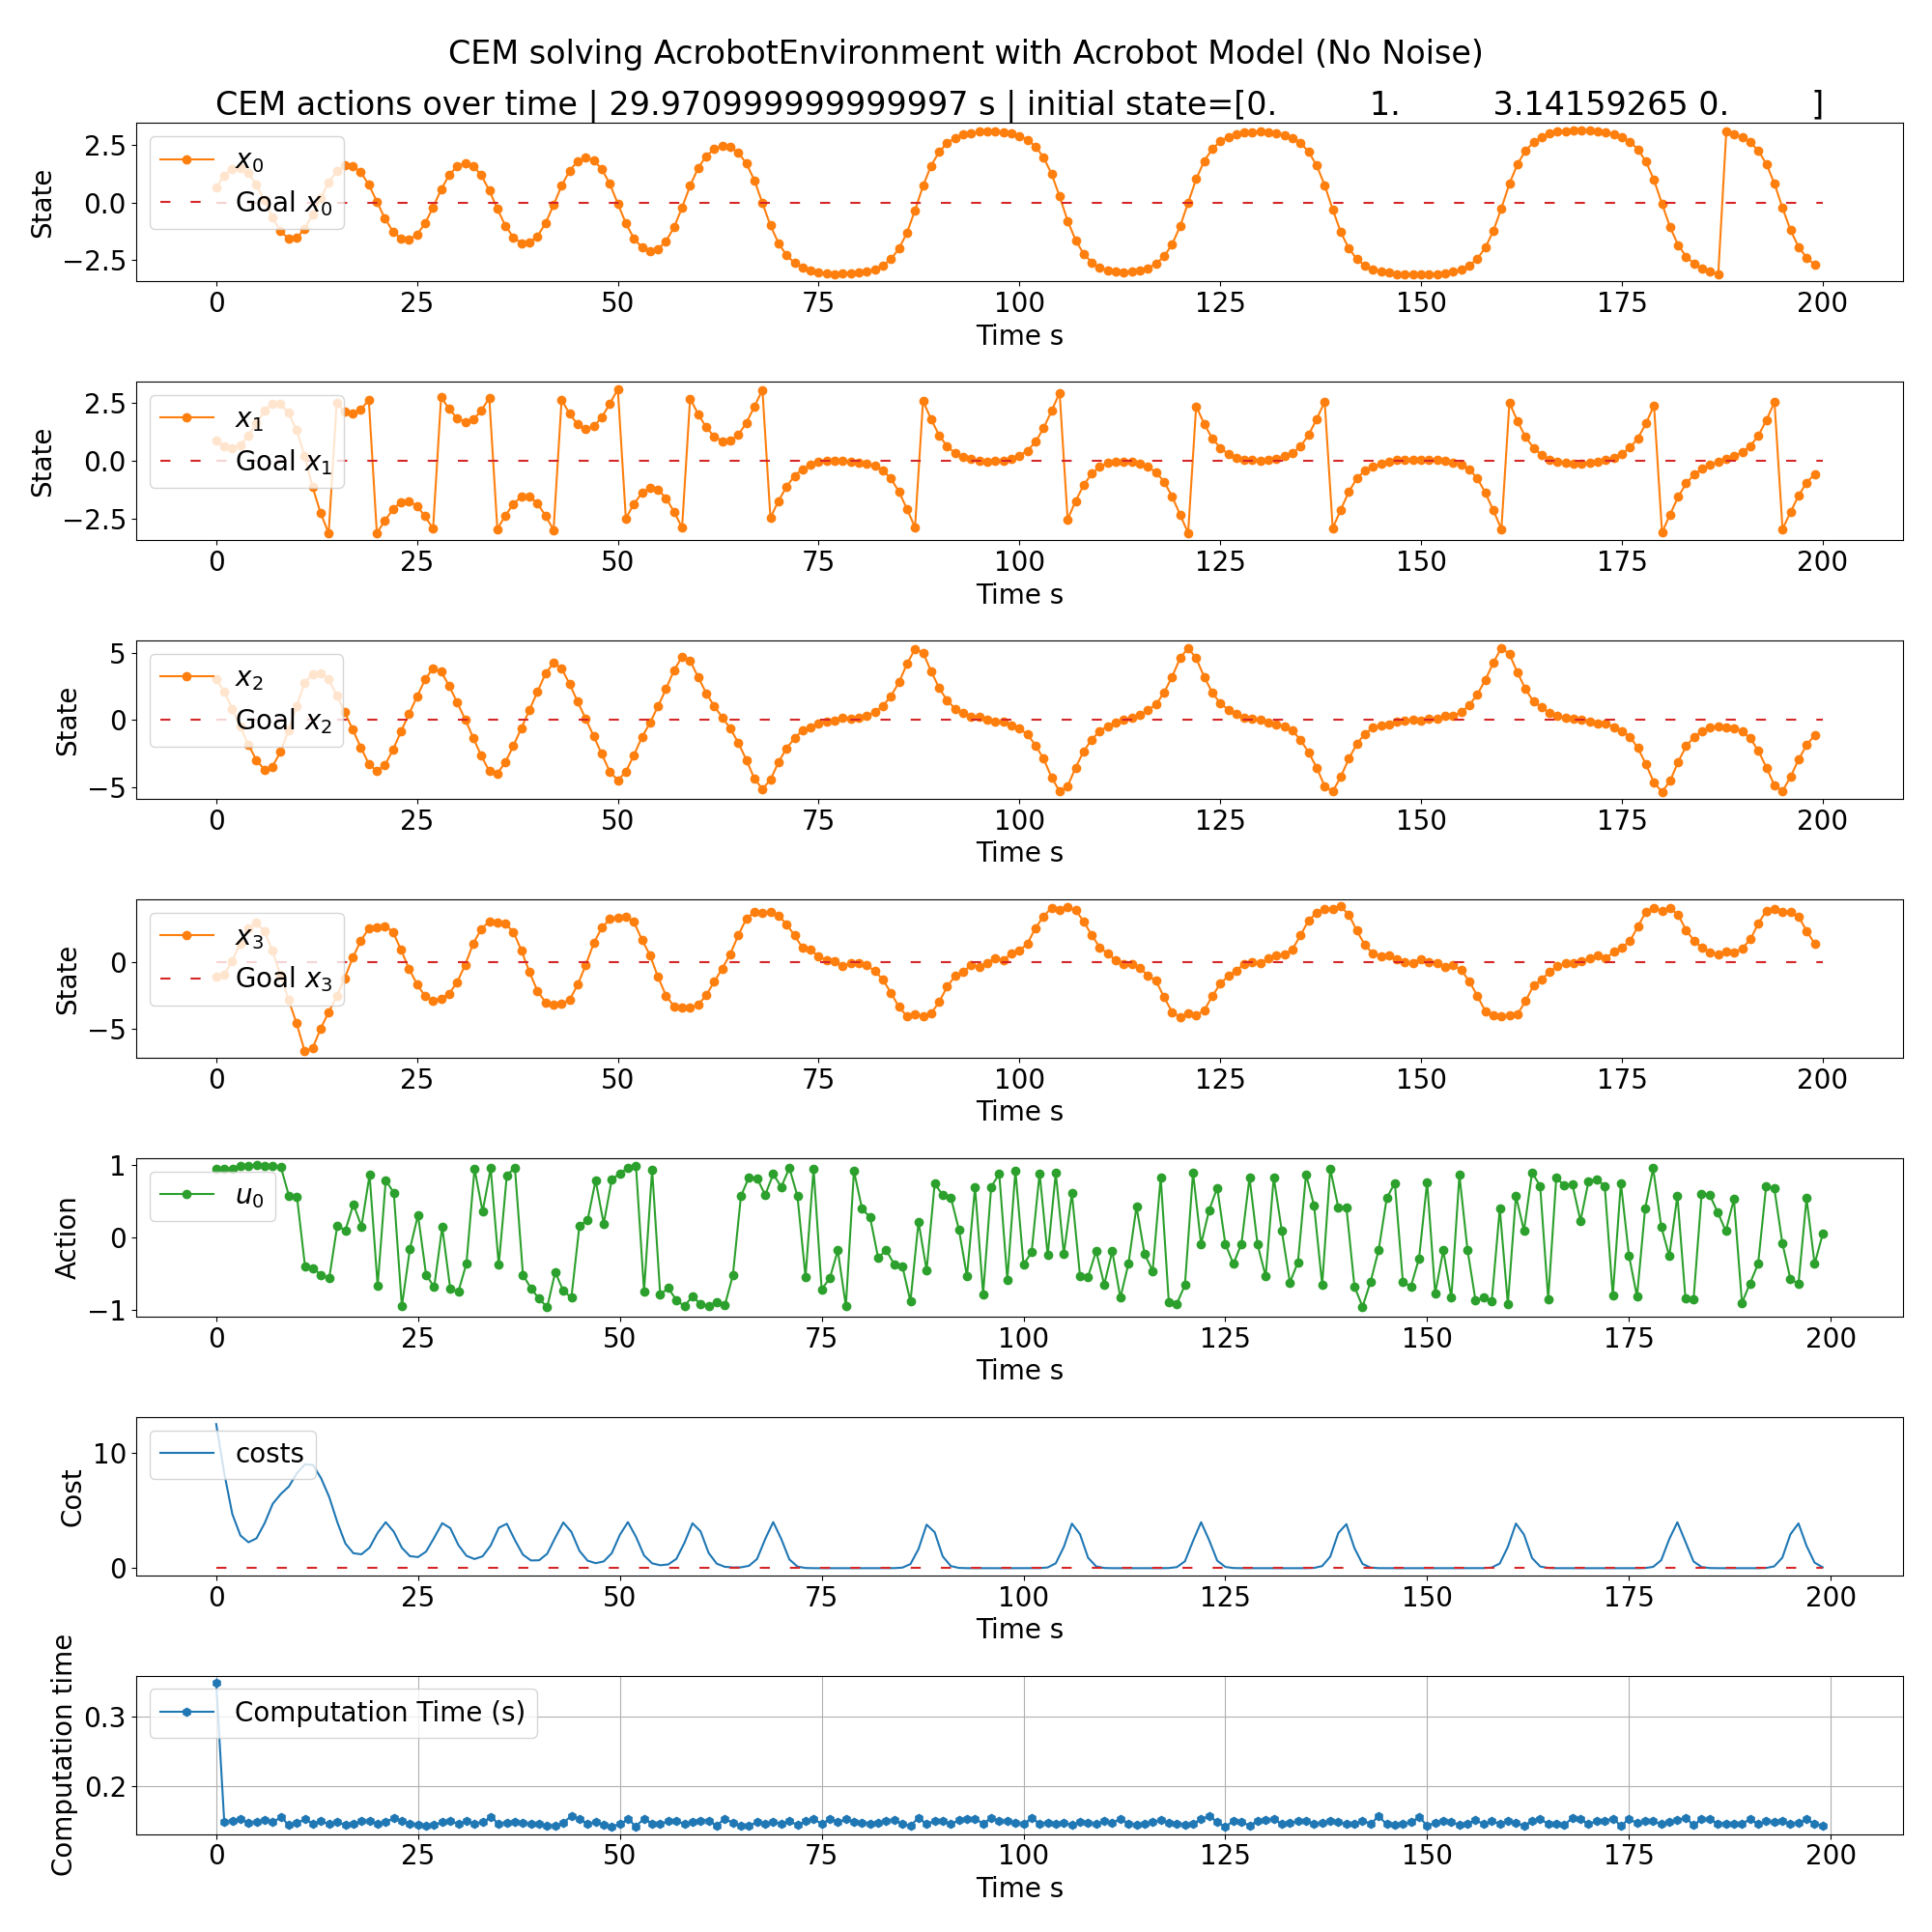 CEM solving AcrobotEnvironment with Acrobot Model (No Noise)
CEM actions over time | 29.970999999999997 s | initial state=[0. 1. 3.14159265 0. ]
State
2.5
0.0
−2.5
x0
Goal x0
0 25 50 75 100 125 150 175 200
Time s
State
2.5
0.0
−2.5
x1
Goal x1
0 25 50 75 100 125 150 175 200
Time s
State
5
0
−5
x2
Goal x2
0 25 50 75 100 125 150 175 200
Time s
State
0
−5
x3
Goal x3
0 25 50 75 100 125 150 175 200
Time s
Action
1
0
−1
u0
0 25 50 75 100 125 150 175 200
Time s
Cost
10
0
costs
0 25 50 75 100 125 150 175 200
Time s
Computation time
0.3
0.2
Computation Time (s)
0 25 50 75 100 125 150 175 200
Time s